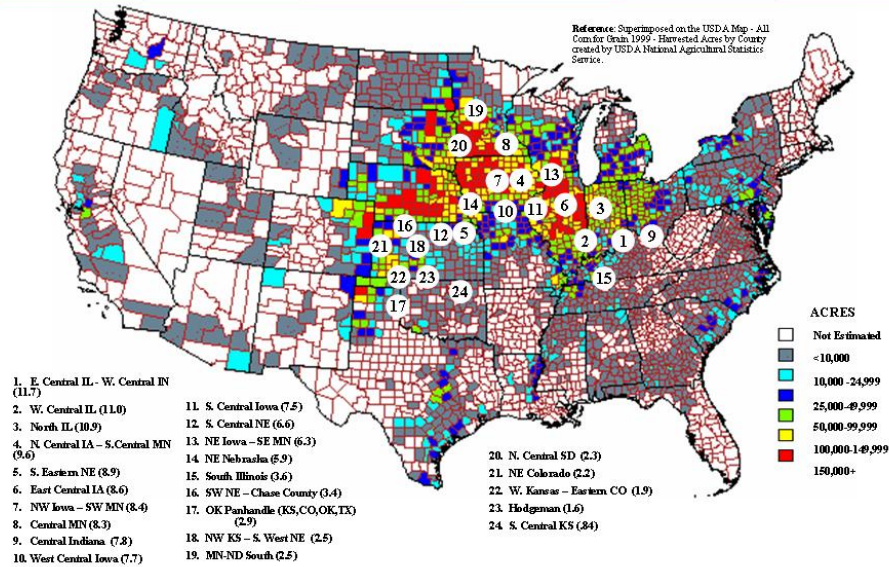 Reference: Superimposed on the USDA Map - All
Corn for Grain 1999 - Harvested Acres by County
created by USDA National Agricultural Statistics
Service.
19
20
8
7
4
13
14
10
11
6
3
16
12
5
21
18
2
1
9
22
23
15
17
24
ACRES
Not Estimated
<10,000
10,000 -24,999
25,000-49,999
50,000-99,999
100,000-149,999
150,000+
1. E. Central IL - W. Central IN
(11.7)
2. W. Central IL (11.0)
3. North IL (10.9)
4. N. Central IA – S.Central MN
(9.6)
5. S. Eastern NE (8.9)
6. East Central IA (8.6)
7. NW Iowa – SW MN (8.4)
8. Central MN (8.3)
9. Central Indiana (7.8)
10. West Central Iowa (7.7)
11. S. Central Iowa (7.5)
12. S. Central NE (6.6)
13. NE Iowa – SE MN (6.3)
14. NE Nebraska (5.9)
15. South Illinois (3.6)
16. SW NE – Chase County (3.4)
17. OK Panhandle (KS,CO,OK,TX)
(2.9)
18. NW KS – S. West NE (2.5)
19. MN-ND South (2.5)
20. N. Central SD (2.3)
21. NE Colorado (2.2)
22. W. Kansas – Eastern CO (1.9)
23. Hodgeman (1.6)
24. S. Central KS (.84)